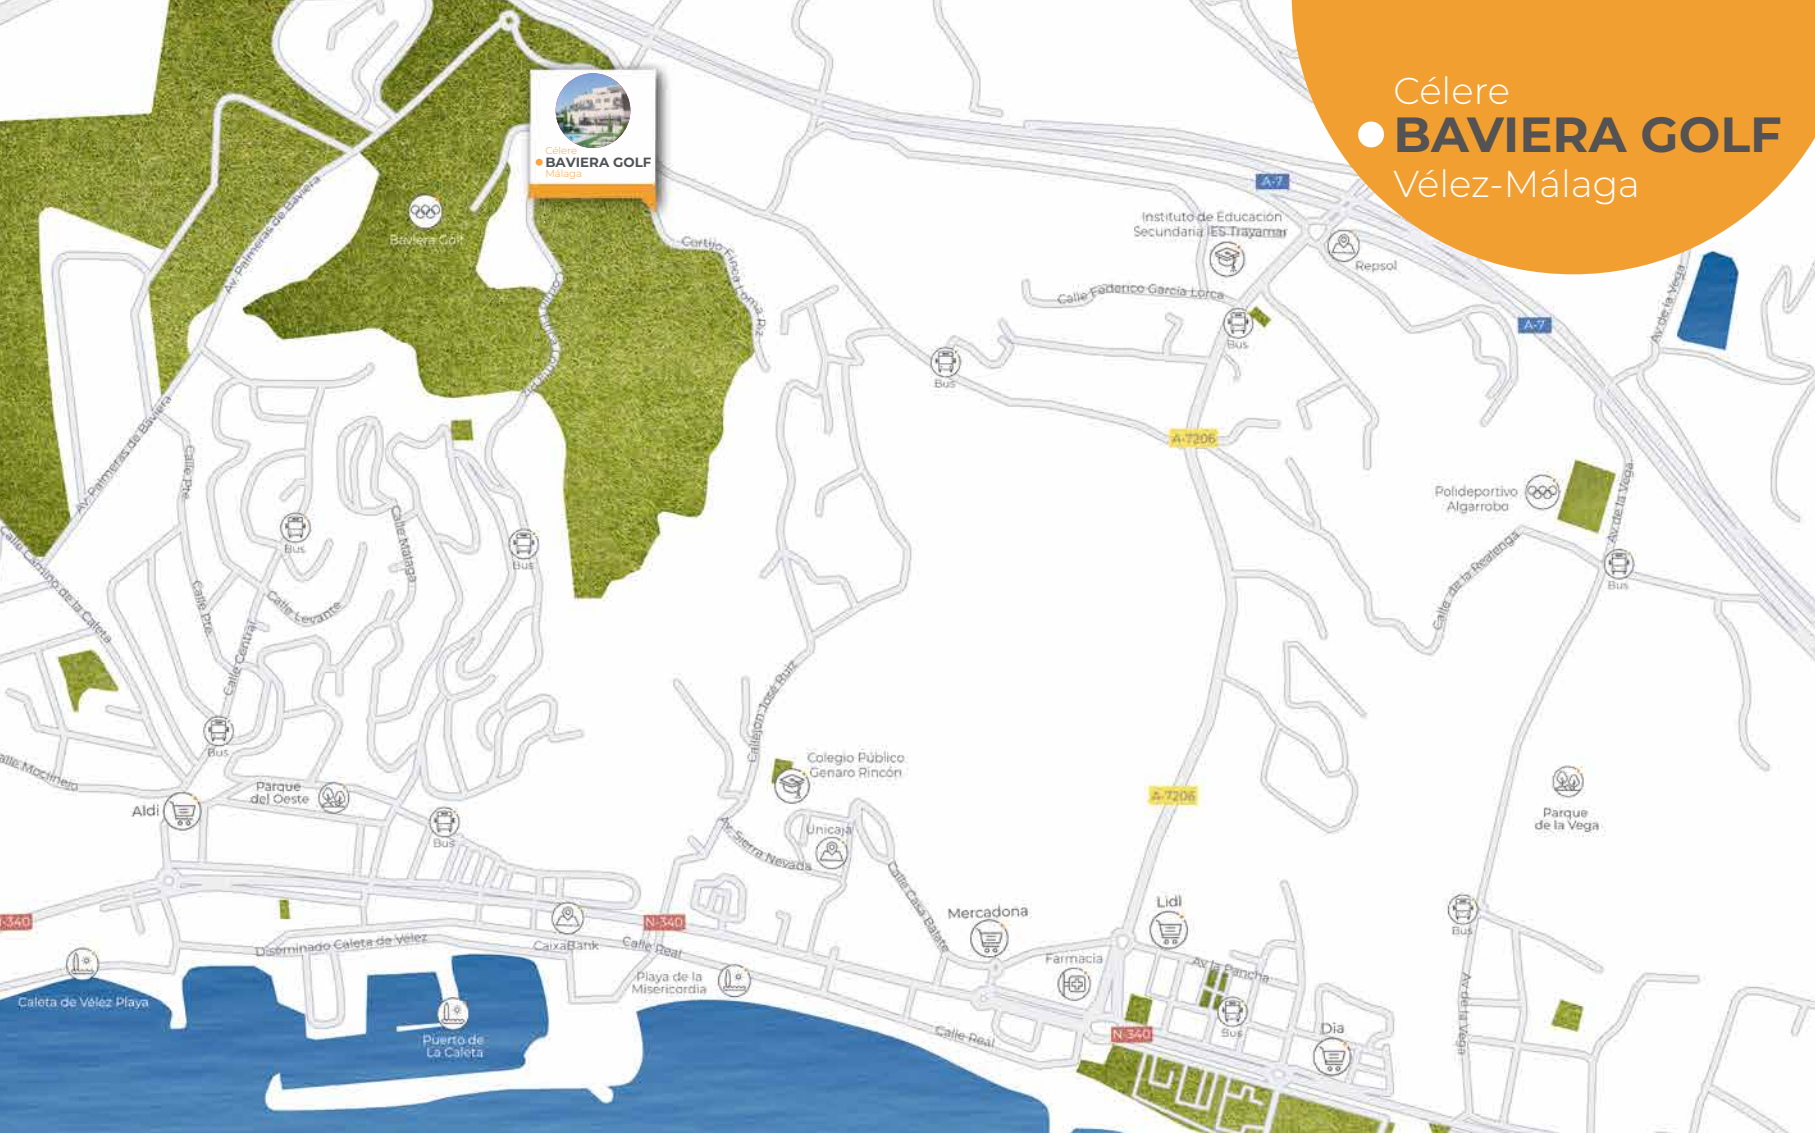 Célere
BAVIERA GOLF
Vélez-Málaga
Célere
BAVIERA GOLF
Málaga
A-7
Instituto de Educación
Secundaria IES Trayamar
Repsol
Baviera Golf
Av. Palmeras de Baviera
Cortijo Finca Loma Riz
Calle Federico García Lorca
Bus
A-7
Av de la Vega
Bus
A-7206
Av. Palmeras de Baviera
Calle Pte.
Polideportivo
Algarrobo
Av de la Vega
Calle Málaga
Bus
Bus
Calle Camino de la Caleta
Calle de la Realenga
Bus
Calle Pte.
Calle Levante
Calle Central
Callejon José Ruiz
Bus
Calle Moclinejo
Colegio Público
Genaro Rincón
Parque
del Oeste
A-7206
Aldi
Parque
de la Vega
Unicaja
Bus
Av. Sierra Nevada
Calle Casa Balate
Lidl
Mercadona
N-340
N-340
Bus
Diseminado Caleta de Vélez
CaixaBank
Calle Real
Farmacia
Av la Pancha
Playa de la
Misericordia
Caleta de Vélez Playa
Av de la Vega
Puerto de
La Caleta
Calle Real
N-340
Bus
Dia